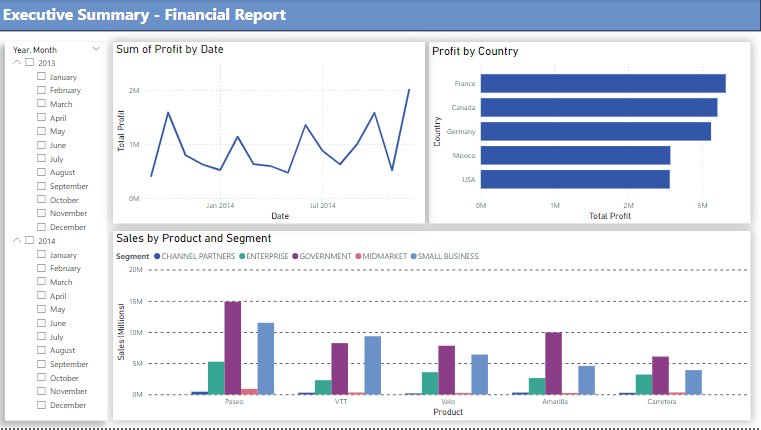 Executive Summary - Financial Report
Year, Month
2013
January
February
March
April
May
June
July
August
September
October
November
December
2014
January
February
March
April
May
June
July
August
September
October
November
December
Sum of Profit by Date
Total Profit
2M
1M
0M
Jan 2014
Jul 2014
Date
Profit by Country
Country
France
Canada
Germany
Mexico
USA
0M
1M
2M
3M
Total Profit
Sales by Product and Segment
Segment
CHANNEL PARTNERS
ENTERPRISE
GOVERNMENT
MIDMARKET
SMALL BUSINESS
Sales (Millions)
20M
15M
10M
5M
0M
Paseo
VTT
Velo
Amarilla
Carretera
Product